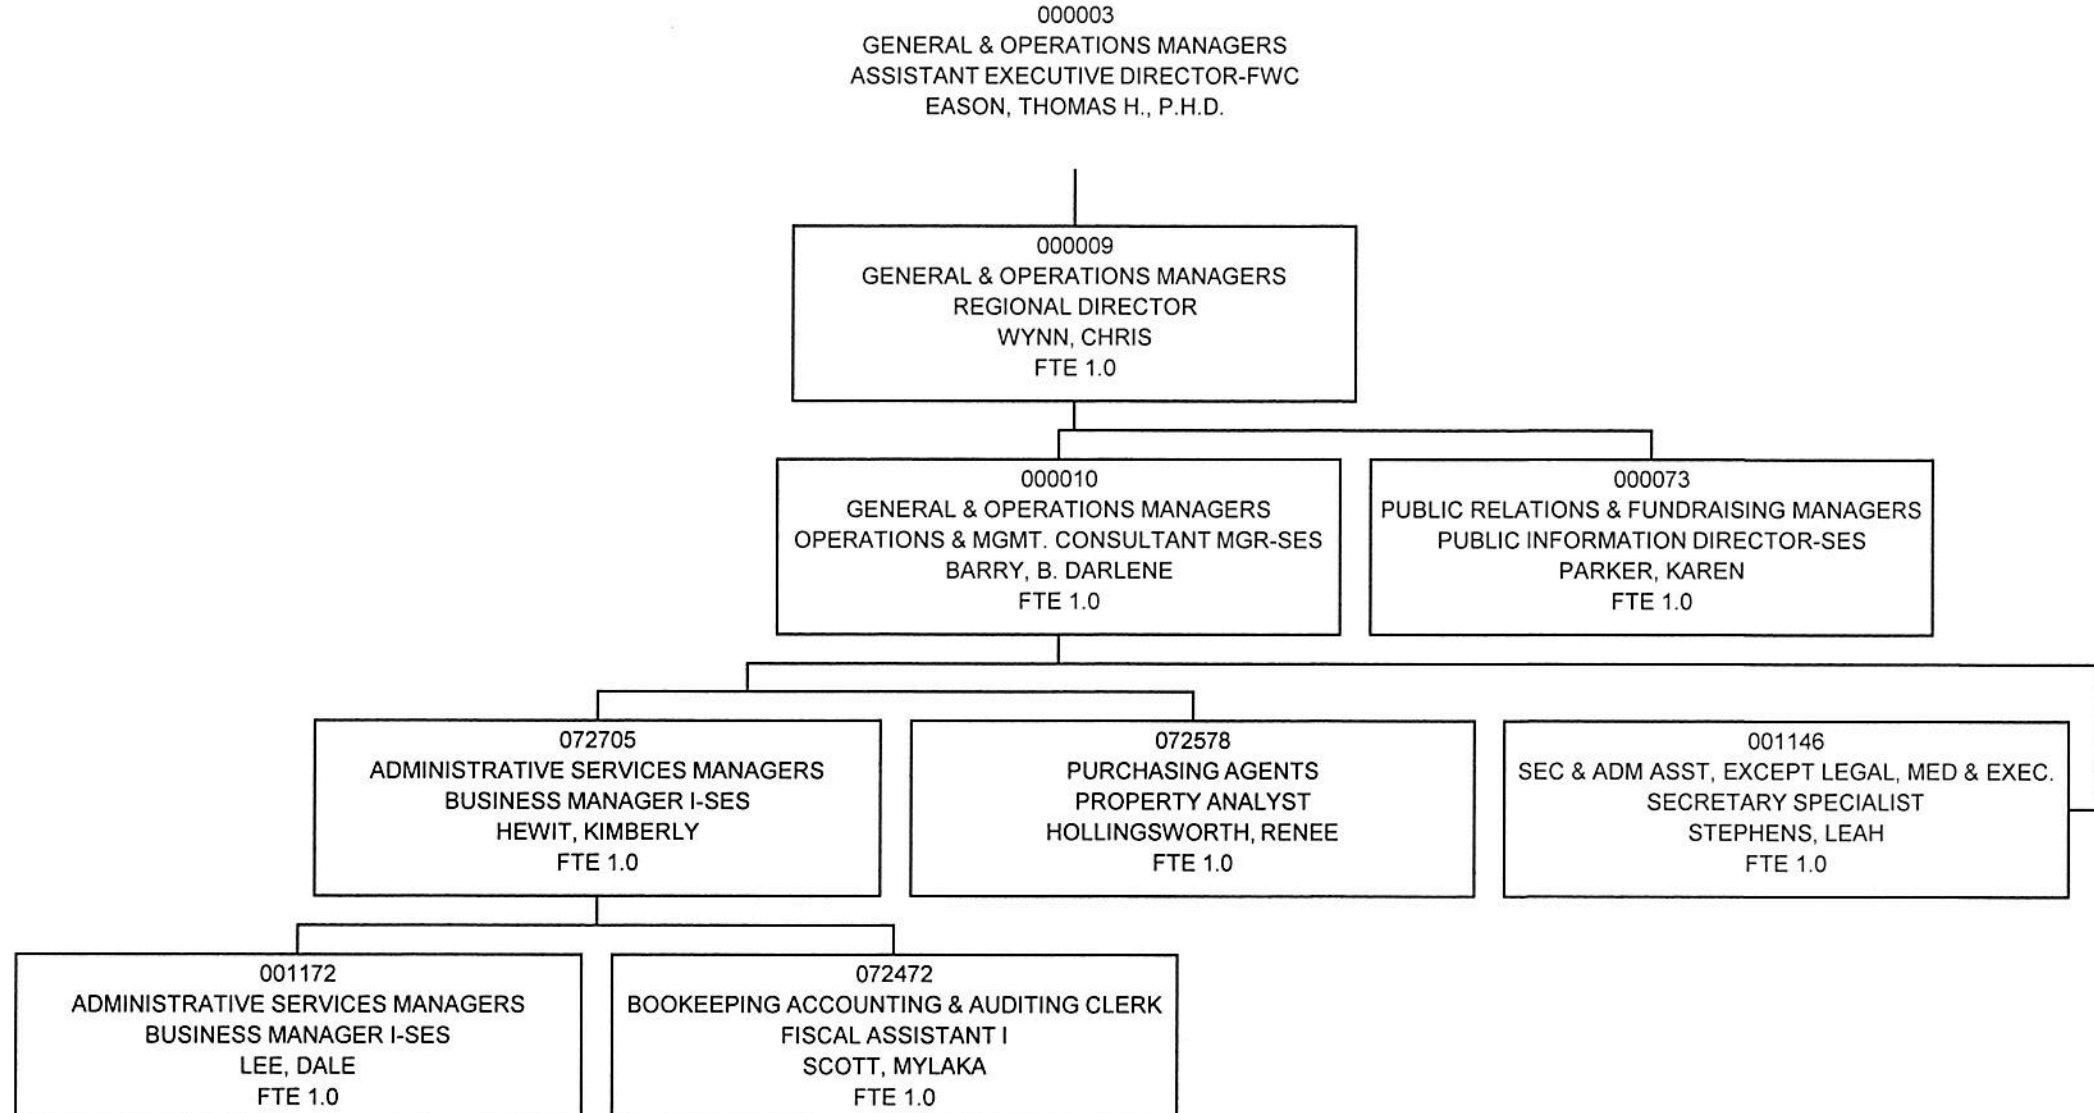 000003
GENERAL & OPERATIONS MANAGERS
ASSISTANT EXECUTIVE DIRECTOR-FWC
EASON, THOMAS H., P.H.D.
000009
GENERAL & OPERATIONS MANAGERS
REGIONAL DIRECTOR
WYNN, CHRIS
FTE 1.0
000010
GENERAL & OPERATIONS MANAGERS
OPERATIONS & MGMT. CONSULTANT MGR-SES
BARRY, B. DARLENE
FTE 1.0
000073
PUBLIC RELATIONS & FUNDRAISING MANAGERS
PUBLIC INFORMATION DIRECTOR-SES
PARKER, KAREN
FTE 1.0
072705
ADMINISTRATIVE SERVICES MANAGERS
BUSINESS MANAGER I-SES
HEWIT, KIMBERLY
FTE 1.0
072578
PURCHASING AGENTS
PROPERTY ANALYST
HOLLINGSWORTH, RENEE
FTE 1.0
001146
SEC & ADM ASST, EXCEPT LEGAL, MED & EXEC.
SECRETARY SPECIALIST
STEPHENS, LEAH
FTE 1.0
001172
ADMINISTRATIVE SERVICES MANAGERS
BUSINESS MANAGER I-SES
LEE, DALE
FTE 1.0
072472
BOOKEEPING ACCOUNTING & AUDITING CLERK
FISCAL ASSISTANT I
SCOTT, MYLAKA
FTE 1.0